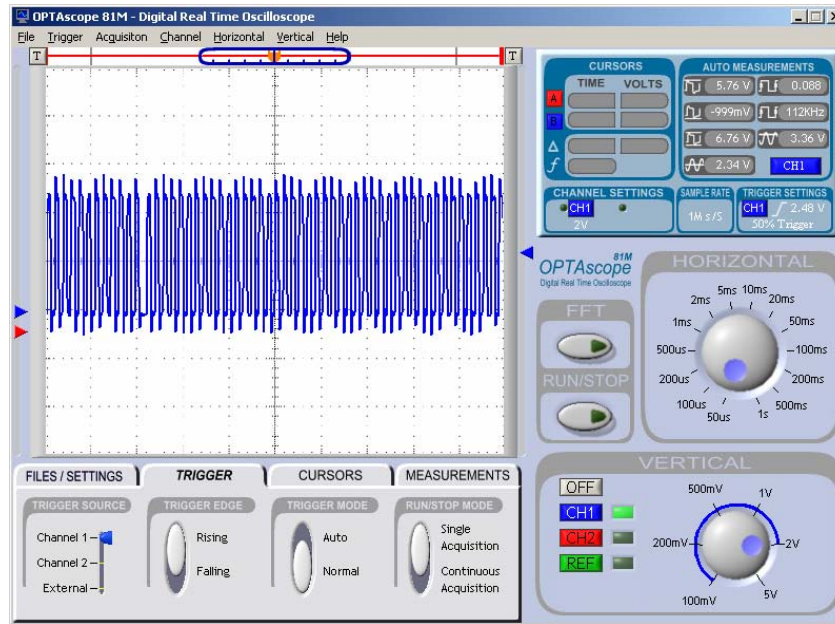 OPTAscope 81M - Digital Real Time Oscilloscope
File Trigger Acquisiton Channel Horizontal Vertical Help
T T
CURSORS
TIME VOLTS
A
B
Δ
f
AUTO MEASUREMENTS
5.76 V 0.088
-999mV 112KHz
6.76 V 3.36 V
2.34 V CH1
CHANNEL SETTINGS
CH1
2V
SAMPLE RATE
1M s/S
TRIGGER SETTINGS
CH1 2.48 V
50% Trigger
81M
OPTAscope
Digital Real Time Oscilloscope
FFT
RUN/STOP
HORIZONTAL
5ms 10ms
2ms 20ms
1ms 50ms
500us 100ms
200us 200ms
100us 500ms
50us 1s
FILES / SETTINGS TRIGGER CURSORS MEASUREMENTS
TRIGGER SOURCE
Channel 1
Channel 2
External
TRIGGER EDGE
Rising
Falling
TRIGGER MODE
Auto
Normal
RUN/STOP MODE
Single
Acquisition
Continuous
Acquisition
VERTICAL
OFF
CH1
CH2
REF
500mV 1V
200mV 2V
100mV 5V